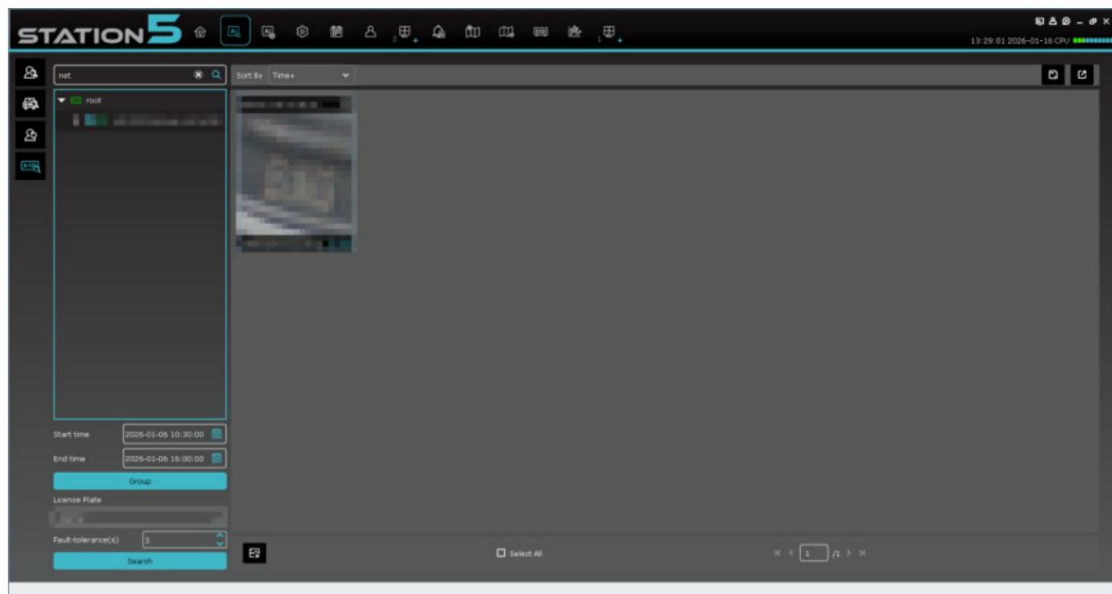 STATION5
13:29:01 2026-01-16 CPU
net
Sort By Time
root
Start time 2026-01-06 10:30:00
End time 2026-01-06 16:00:00
Group
License Plate
Fault-tolerance(s) 3
Search
Select All
1 /1